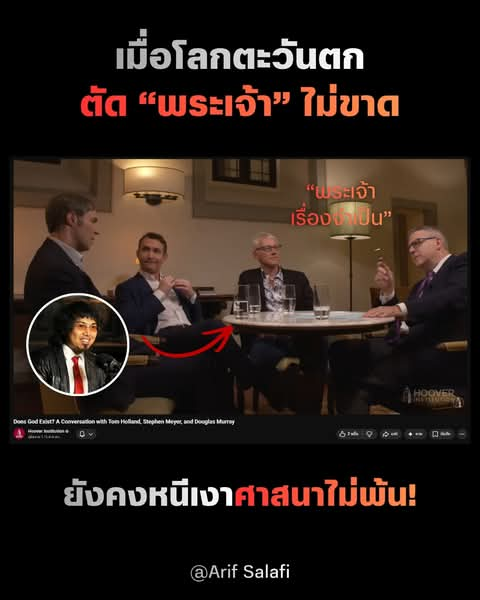 เมื่อโลกตะวันตก
ตัด “พระเจ้า” ไม่ขาด
“พระเจ้า
เรื่องจำเป็น”
HOOVER
INSTITUTION
Does God Exist? A Conversation with Tom Holland, Stephen Meyer, and Douglas Murray
Hoover Institution
ยังคงหนีเงาศาสนาไม่พ้น!
@Arif Salafi